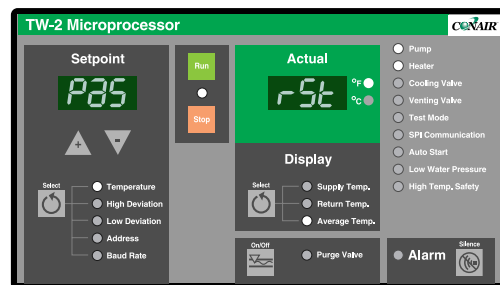 TW-2 Microprocessor
CONAIR
Setpoint
PAS
+
-
Select
Temperature
High Deviation
Low Deviation
Address
Baud Rate
Run
Stop
Actual
rSt
°F
°C
Display
Select
Supply Temp.
Return Temp.
Average Temp.
On/Off
Purge Valve
Pump
Heater
Cooling Valve
Venting Valve
Test Mode
SPI Communication
Auto Start
Low Water Pressure
High Temp. Safety
Alarm
Silence